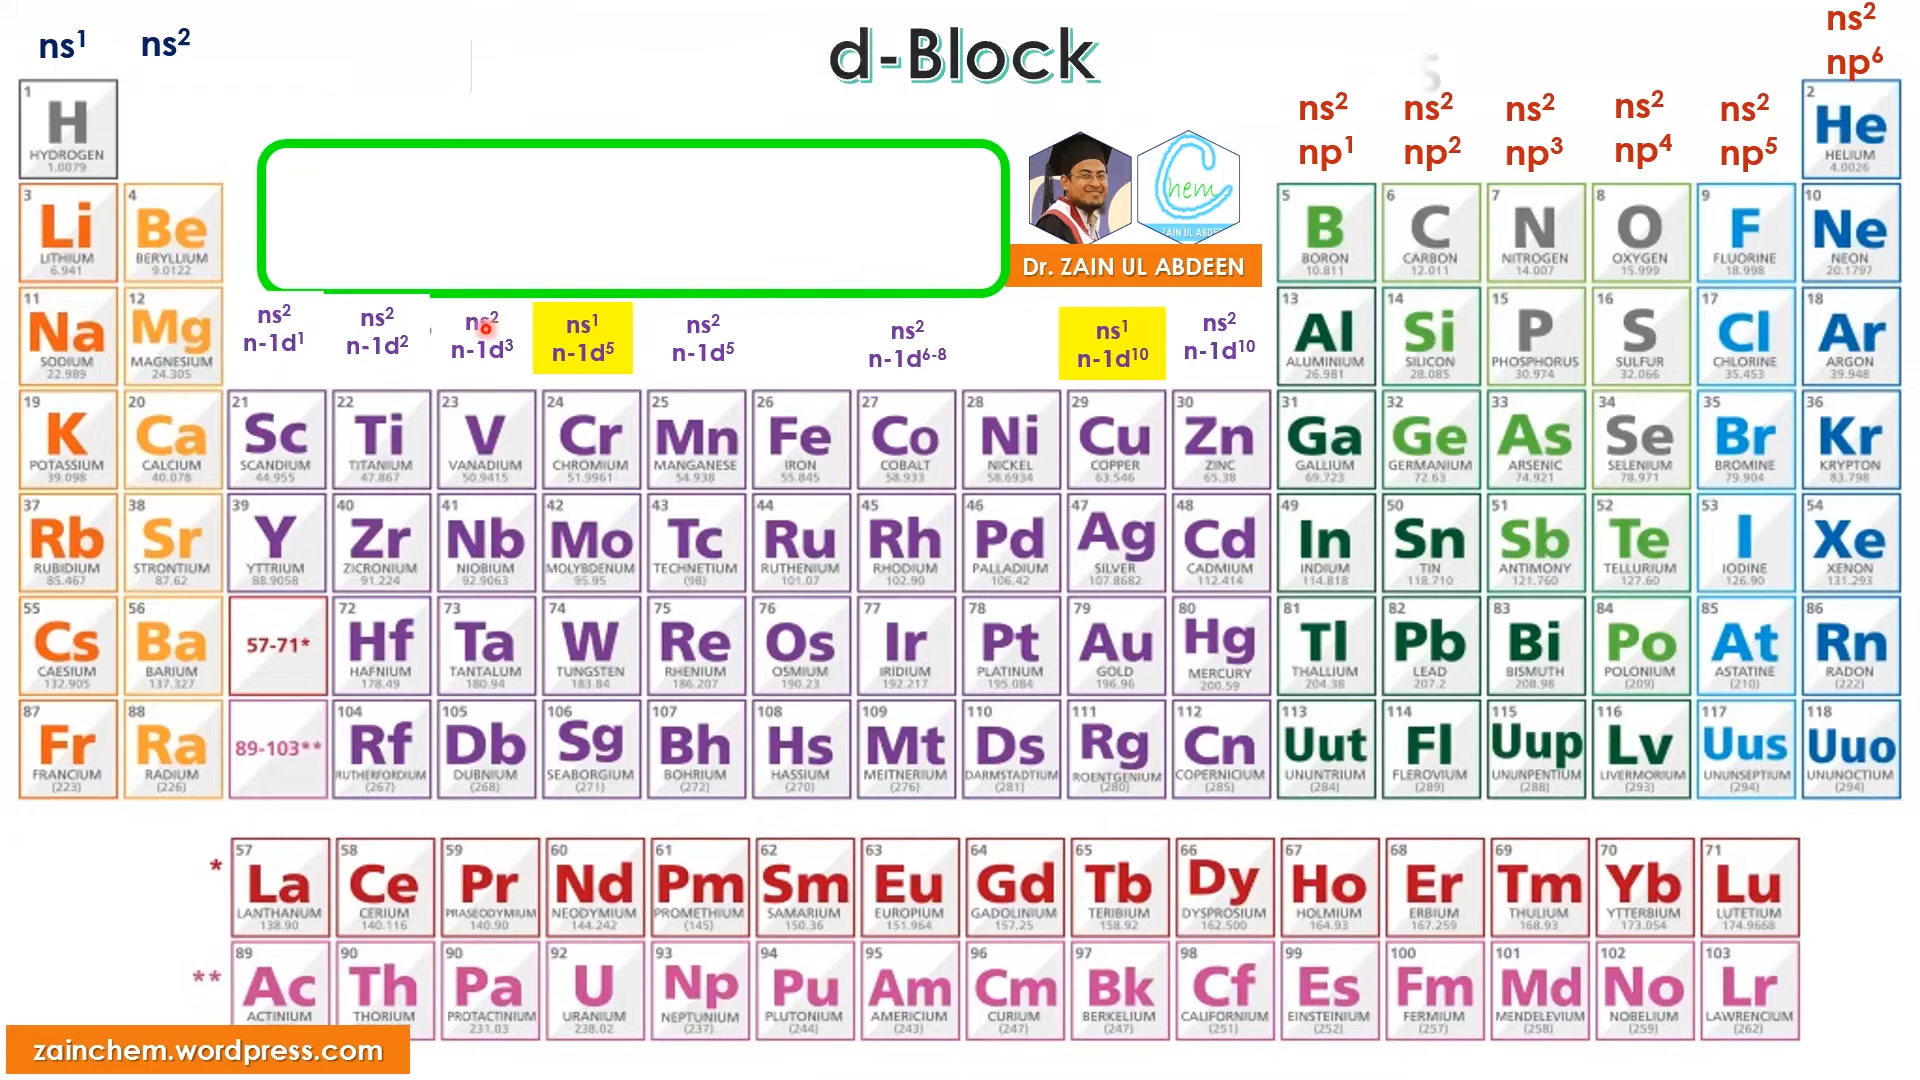 d-Block
ns¹ ns²
ns² np¹
ns² np²
ns² np³
ns² np⁴
ns² np⁵
ns² np⁶
1 2
H He
HYDROGEN HELIUM
1.0079 4.0026
hem
ZAIN UL ABDEE
Dr. ZAIN UL ABDEEN
3 4 5 6 7 8 9 10
Li Be B C N O F Ne
LITHIUM BERYLLIUM BORON CARBON NITROGEN OXYGEN FLUORINE NEON
6.941 9.0122 10.811 12.011 14.007 15.999 18.998 20.1797
ns² n-1d¹
ns² n-1d²
ns² n-1d³
ns¹ n-1d⁵
ns² n-1d⁵
ns² n-1d⁶⁻⁸
ns¹ n-1d¹⁰
ns² n-1d¹⁰
11 12 13 14 15 16 17 18
Na Mg Al Si P S Cl Ar
SODIUM MAGNESIUM ALUMINIUM SILICON PHOSPHORUS SULFUR CHLORINE ARGON
22.989 24.305 26.981 28.085 30.974 32.066 35.453 39.948
19 20 21 22 23 24 25 26 27 28 29 30 31 32 33 34 35 36
K Ca Sc Ti V Cr Mn Fe Co Ni Cu Zn Ga Ge As Se Br Kr
POTASSIUM CALCIUM SCANDIUM TITANIUM VANADIUM CHROMIUM MANGANESE IRON COBALT NICKEL COPPER ZINC GALLIUM GERMANIUM ARSENIC SELENIUM BROMINE KRYPTON
39.098 40.078 44.955 47.867 50.9415 51.9961 54.938 55.845 58.933 58.6934 63.546 65.38 69.723 72.63 74.921 78.971 79.904 83.798
37 38 39 40 41 42 43 44 45 46 47 48 49 50 51 52 53 54
Rb Sr Y Zr Nb Mo Tc Ru Rh Pd Ag Cd In Sn Sb Te I Xe
RUBIDIUM STRONTIUM YTTRIUM ZICRONIUM NIOBIUM MOLYBDENUM TECHNETIUM RUTHENIUM RHODIUM PALLADIUM SILVER CADMIUM INDIUM TIN ANTIMONY TELLURIUM IODINE XENON
85.467 87.62 88.9058 91.224 92.9063 95.95 (98) 101.07 102.90 106.42 107.8682 112.414 114.818 118.710 121.760 127.60 126.90 131.293
55 56 72 73 74 75 76 77 78 79 80 81 82 83 84 85 86
Cs Ba 57-71* Hf Ta W Re Os Ir Pt Au Hg Tl Pb Bi Po At Rn
CAESIUM BARIUM HAFNIUM TANTALUM TUNGSTEN RHENIUM OSMIUM IRIDIUM PLATINUM GOLD MERCURY THALLIUM LEAD BISMUTH POLONIUM ASTATINE RADON
132.905 137.327 178.49 180.94 183.84 186.207 190.23 192.217 195.084 196.96 200.59 204.38 207.2 208.98 (209) (210) (222)
87 88 104 105 106 107 108 109 110 111 112 113 114 115 116 117 118
Fr Ra 89-103** Rf Db Sg Bh Hs Mt Ds Rg Cn Uut Fl Uup Lv Uus Uuo
FRANCIUM RADIUM RUTHERFORDIUM DUBNIUM SEABORGIUM BOHRIUM HASSIUM MEITNERIUM DARMSTADTIUM ROENTGENIUM COPERNICIUM UNUNTRIUM FLEROVIUM UNUNPENTIUM LIVERMORIUM UNUNSEPTIUM UNUNOCTIUM
(223) (226) (267) (268) (271) (272) (270) (276) (281) (280) (285) (284) (289) (288) (293) (294) (294)
57 58 59 60 61 62 63 64 65 66 67 68 69 70 71
* La Ce Pr Nd Pm Sm Eu Gd Tb Dy Ho Er Tm Yb Lu
LANTHANUM CERIUM PRASEODYMIUM NEODYMIUM PROMETHIUM SAMARIUM EUROPIUM GADOLINIUM TERIBIUM DYSPROSIUM HOLMIUM ERBIUM THULIUM YTTERBIUM LUTETIUM
138.90 140.116 140.90 144.242 (145) 150.36 151.964 157.25 158.92 162.500 164.93 167.259 168.93 173.054 174.9668
89 90 90 92 93 94 95 96 97 98 99 100 101 102 103
** Ac Th Pa U Np Pu Am Cm Bk Cf Es Fm Md No Lr
ACTINIUM THORIUM PROTACTINIUM URANIUM NEPTUNIUM PLUTONIUM AMERICIUM CURIUM BERKELIUM CALIFORNIUM EINSTEINIUM FERMIUM MENDELEVIUM NOBELIUM LAWRENCIUM
231.03 238.02 (237) (244) (243) (247) (247) (251) (252) (257) (258) (259) (262)
zainchem.wordpress.com